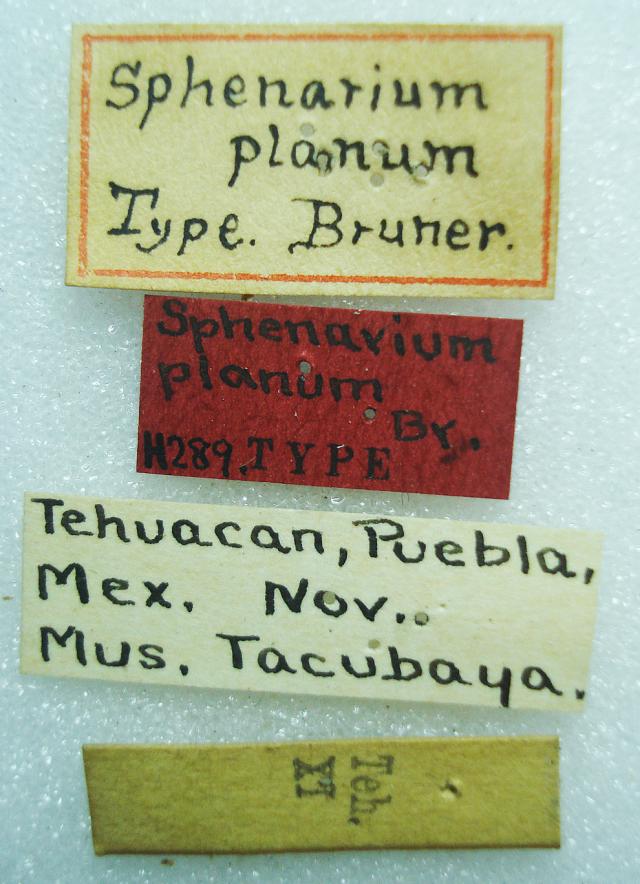 Sphenarium
planum
Type. Bruner.
Sphenarium
planum
Br.
H289. TYPE
Tehuacan, Puebla,
Mex. Nov..
Mus. Tacubaya.
Teh.
XI